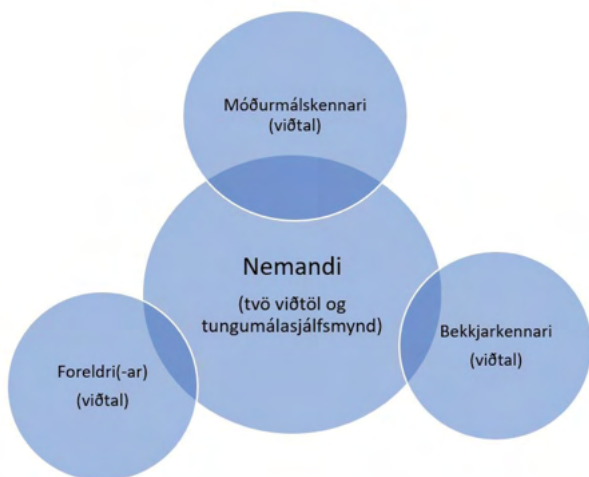 Móðurmálskennari
(viðtal)
Nemandi
(tvö viðtöl og
tungumálasjálfsmynd)
Bekkjarkennari
(viðtal)
Foreldri(-ar)
(viðtal)